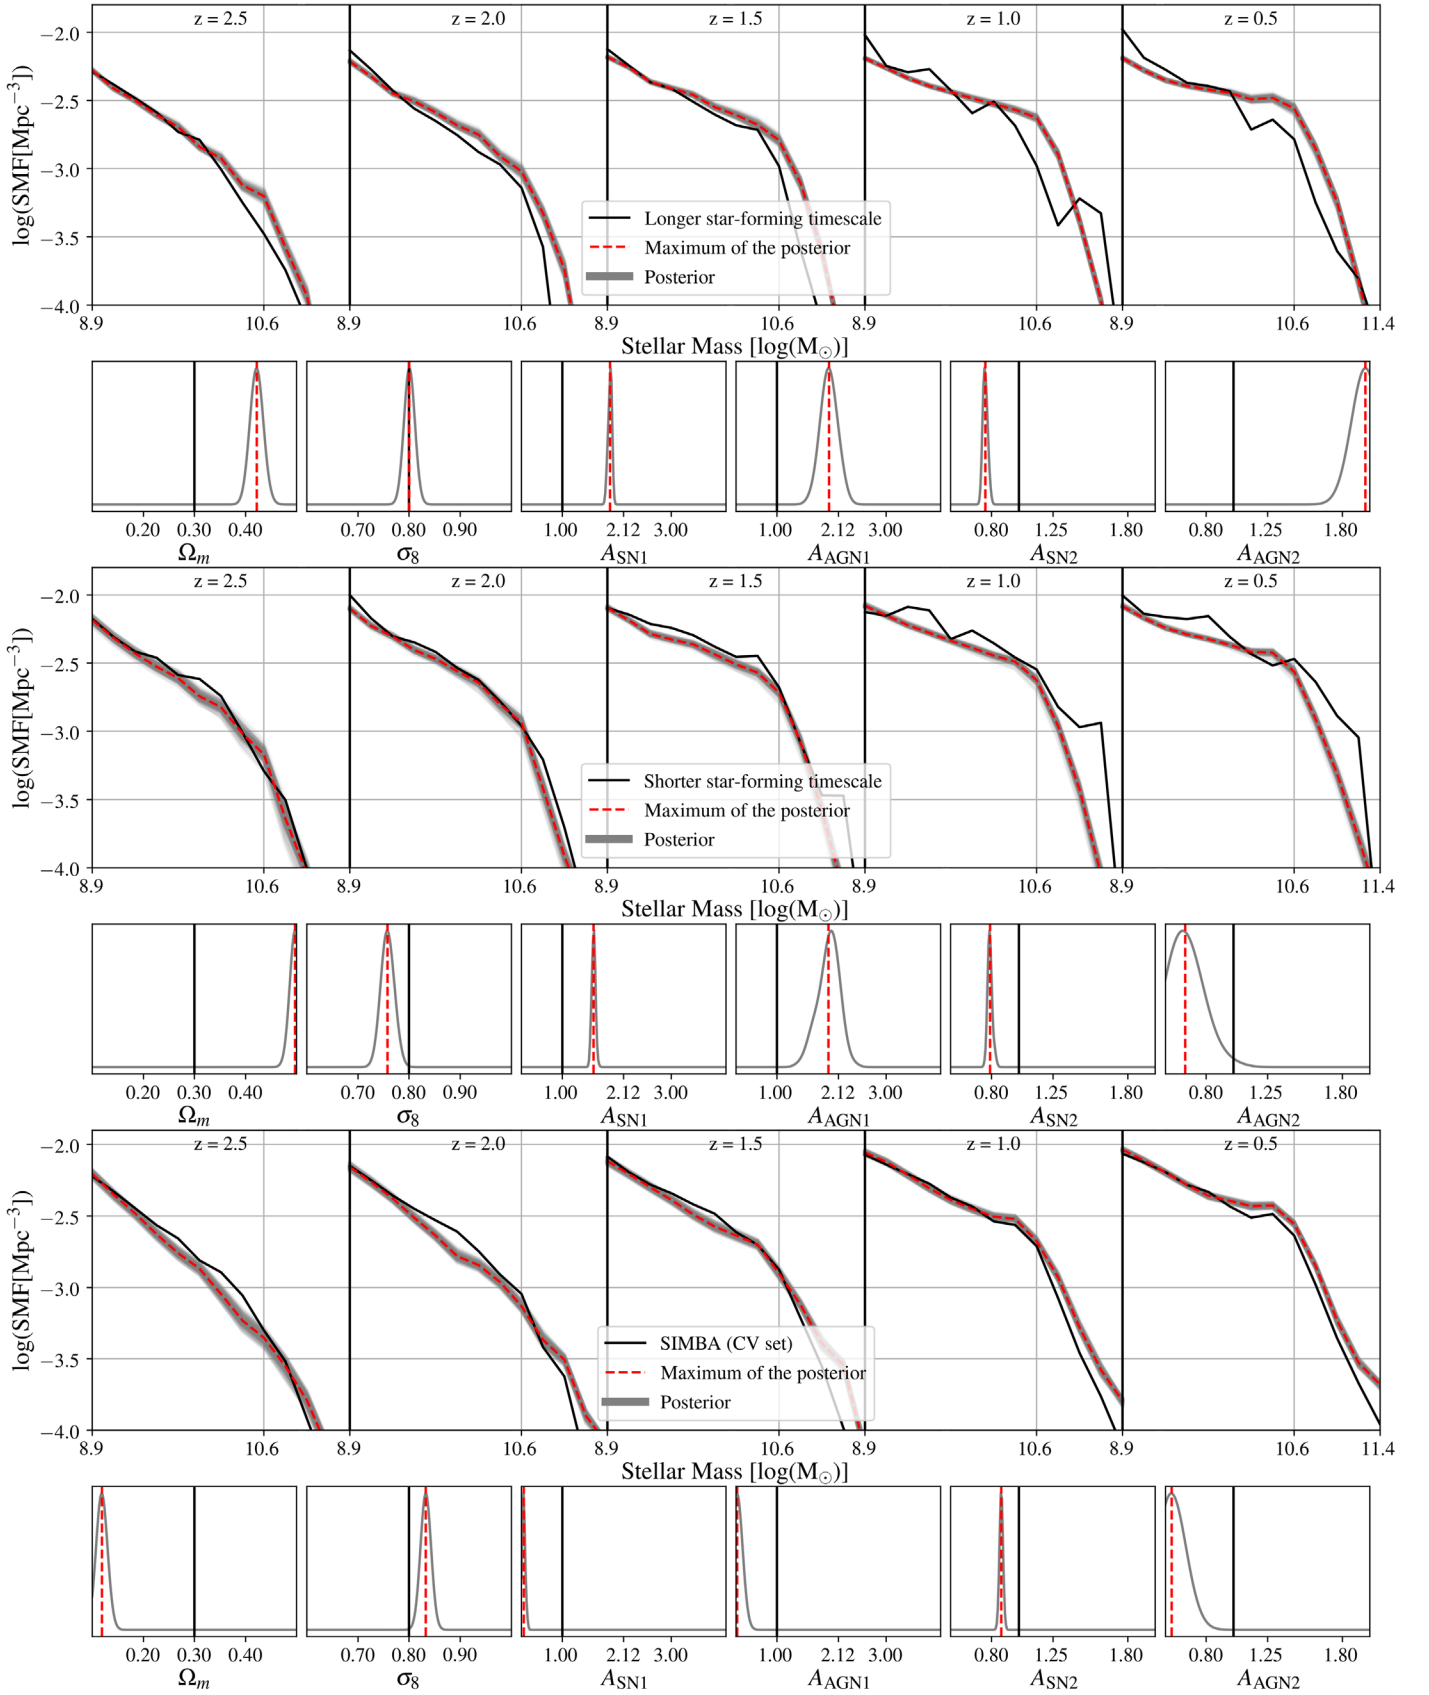 z = 2.5 z = 2.0 z = 1.5 z = 1.0 z = 0.5
log(SMF[Mpc⁻³])
−2.0
−2.5
−3.0
−3.5
−4.0
Longer star-forming timescale
Maximum of the posterior
Posterior
8.9 10.6 8.9 10.6 8.9 10.6 8.9 10.6 8.9 10.6 11.4
Stellar Mass [log(M☉)]
0.20 0.30 0.40 0.70 0.80 0.90 1.00 2.12 3.00 1.00 2.12 3.00 0.80 1.25 1.80 0.80 1.25 1.80
Ωm σ8 ASN1 AAGN1 ASN2 AAGN2
z = 2.5 z = 2.0 z = 1.5 z = 1.0 z = 0.5
log(SMF[Mpc⁻³])
−2.0
−2.5
−3.0
−3.5
−4.0
Shorter star-forming timescale
Maximum of the posterior
Posterior
8.9 10.6 8.9 10.6 8.9 10.6 8.9 10.6 8.9 10.6 11.4
Stellar Mass [log(M☉)]
0.20 0.30 0.40 0.70 0.80 0.90 1.00 2.12 3.00 1.00 2.12 3.00 0.80 1.25 1.80 0.80 1.25 1.80
Ωm σ8 ASN1 AAGN1 ASN2 AAGN2
z = 2.5 z = 2.0 z = 1.5 z = 1.0 z = 0.5
log(SMF[Mpc⁻³])
−2.0
−2.5
−3.0
−3.5
−4.0
SIMBA (CV set)
Maximum of the posterior
Posterior
8.9 10.6 8.9 10.6 8.9 10.6 8.9 10.6 8.9 10.6 11.4
Stellar Mass [log(M☉)]
0.20 0.30 0.40 0.70 0.80 0.90 1.00 2.12 3.00 1.00 2.12 3.00 0.80 1.25 1.80 0.80 1.25 1.80
Ωm σ8 ASN1 AAGN1 ASN2 AAGN2